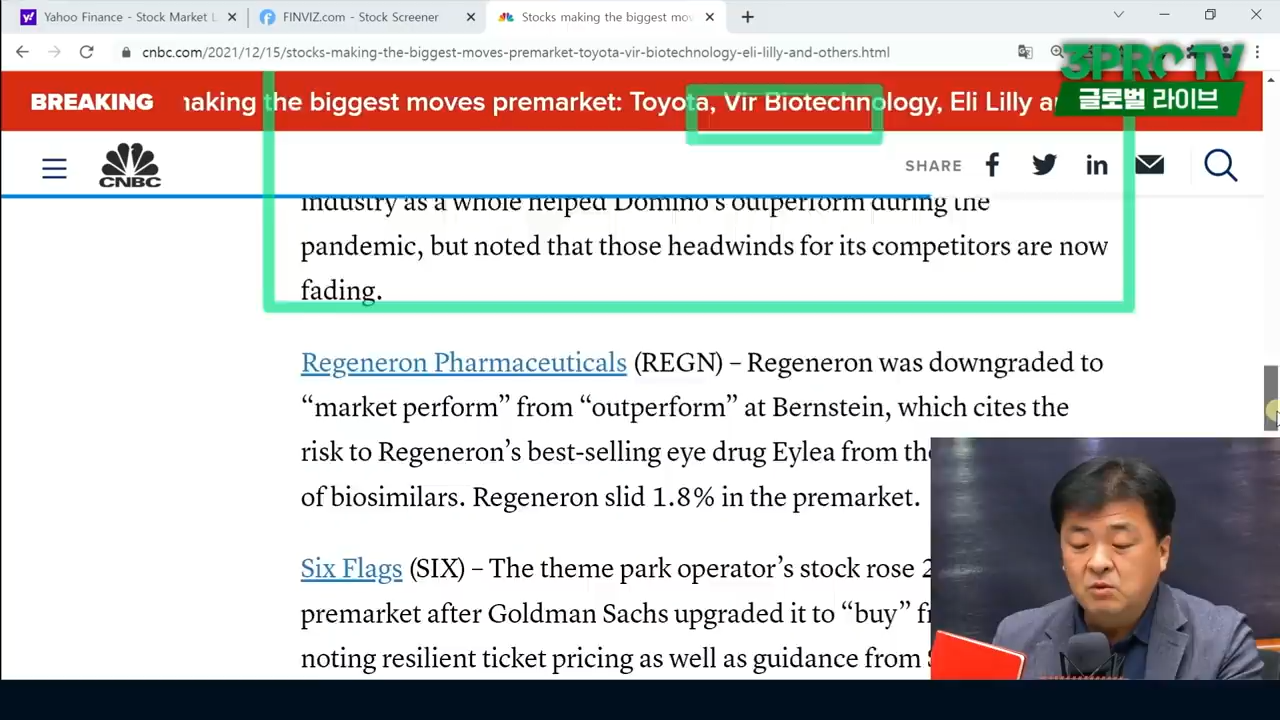 Yahoo Finance - Stock Market L
FINVIZ.com - Stock Screener
Stocks making the biggest mov
cnbc.com/2021/12/15/stocks-making-the-biggest-moves-premarket-toyota-vir-biotechnology-eli-lilly-and-others.html
3PROTV
글로벌 라이브
BREAKING
making the biggest moves premarket: Toyota, Vir Biotechnology, Eli Lilly a
CNBC
SHARE
industry as a whole helped Domino's outperform during the
pandemic, but noted that those headwinds for its competitors are now
fading.
Regeneron Pharmaceuticals (REGN) – Regeneron was downgraded to
“market perform” from “outperform” at Bernstein, which cites the
risk to Regeneron’s best-selling eye drug Eylea from the
of biosimilars. Regeneron slid 1.8% in the premarket.
Six Flags (SIX) – The theme park operator’s stock rose 2
premarket after Goldman Sachs upgraded it to “buy” f
noting resilient ticket pricing as well as guidance from